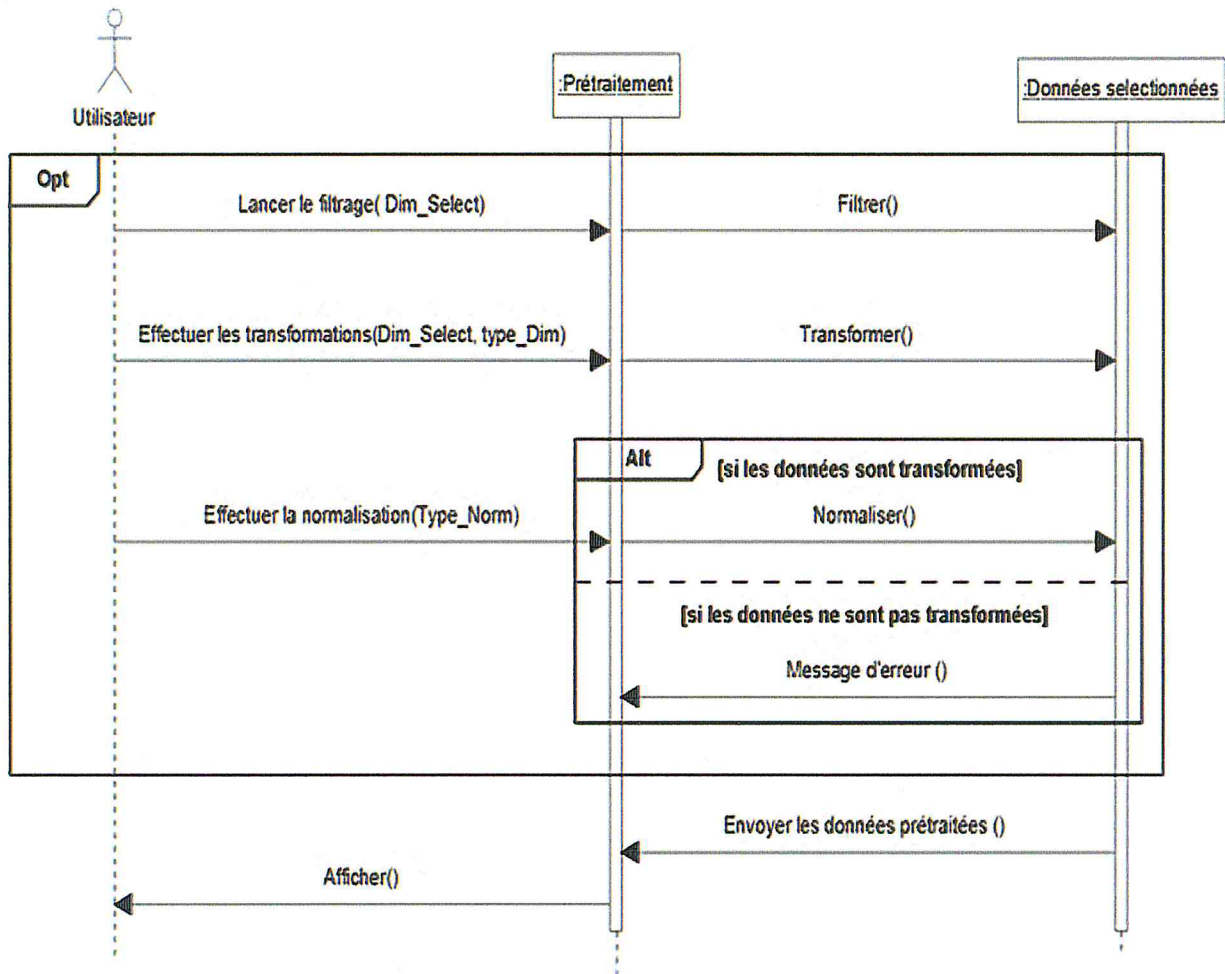 Utilisateur
:Prétraitement
:Données selectionnées
Opt
Lancer le filtrage( Dim_Select)
Filtrer()
Effectuer les transformations(Dim_Select, type_Dim)
Transformer()
Alt
[si les données sont transformées]
Effectuer la normalisation(Type_Norm)
Normaliser()
[si les données ne sont pas transformées]
Message d'erreur ()
Envoyer les données prétraitées ()
Afficher()